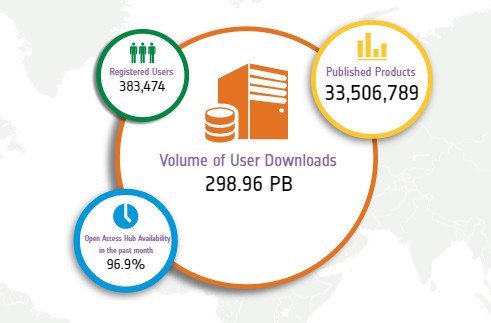 Registered Users
383,474
Published Products
33,506,789
Volume of User Downloads
298.96 PB
Open Access Hub Availability
in the past month
96.9%